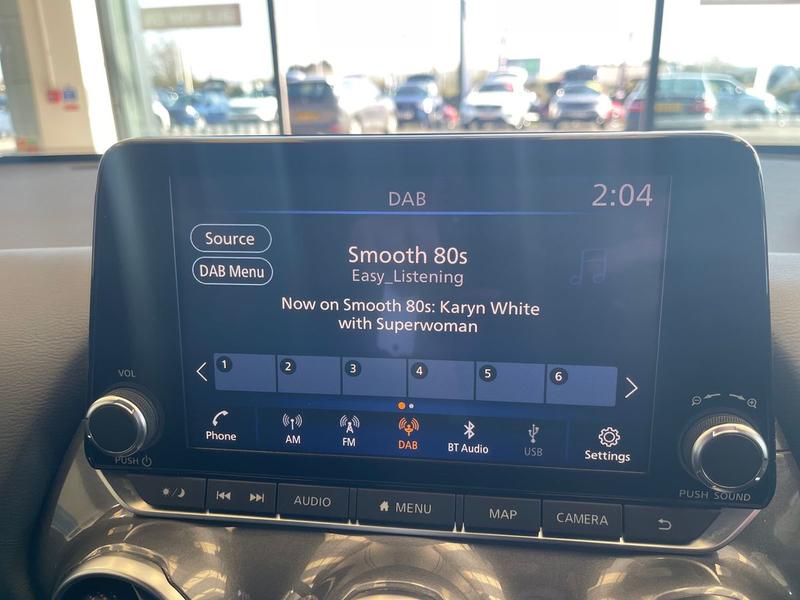 DAB
2:04
Source
DAB Menu
Smooth 80s
Easy_Listening
Now on Smooth 80s: Karyn White
with Superwoman
1 2 3 4 5 6
Phone AM FM DAB BT Audio USB Settings
VOL
PUSH
PUSH SOUND
AUDIO MENU MAP CAMERA